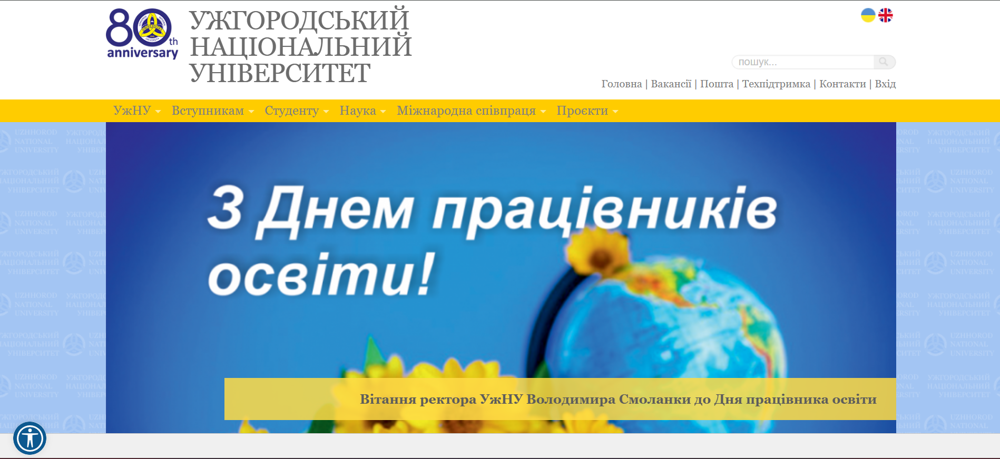 80th
anniversary
УЖГОРОДСЬКИЙ
НАЦІОНАЛЬНИЙ
УНІВЕРСИТЕТ
пошук...
Головна | Вакансії | Пошта | Техпідтримка | Контакти | Вхід
УжНУ Вступникам Студенту Наука Міжнародна співпраця Проєкти
З Днем працівників
освіти!
Вітання ректора УжНУ Володимира Смоланки до Дня працівника освіти
UZHHOROD
NATIONAL
UNIVERSITY
УЖГОРОДСЬКИЙ
НАЦІОНАЛЬНИЙ
УНІВЕРСИТЕТ